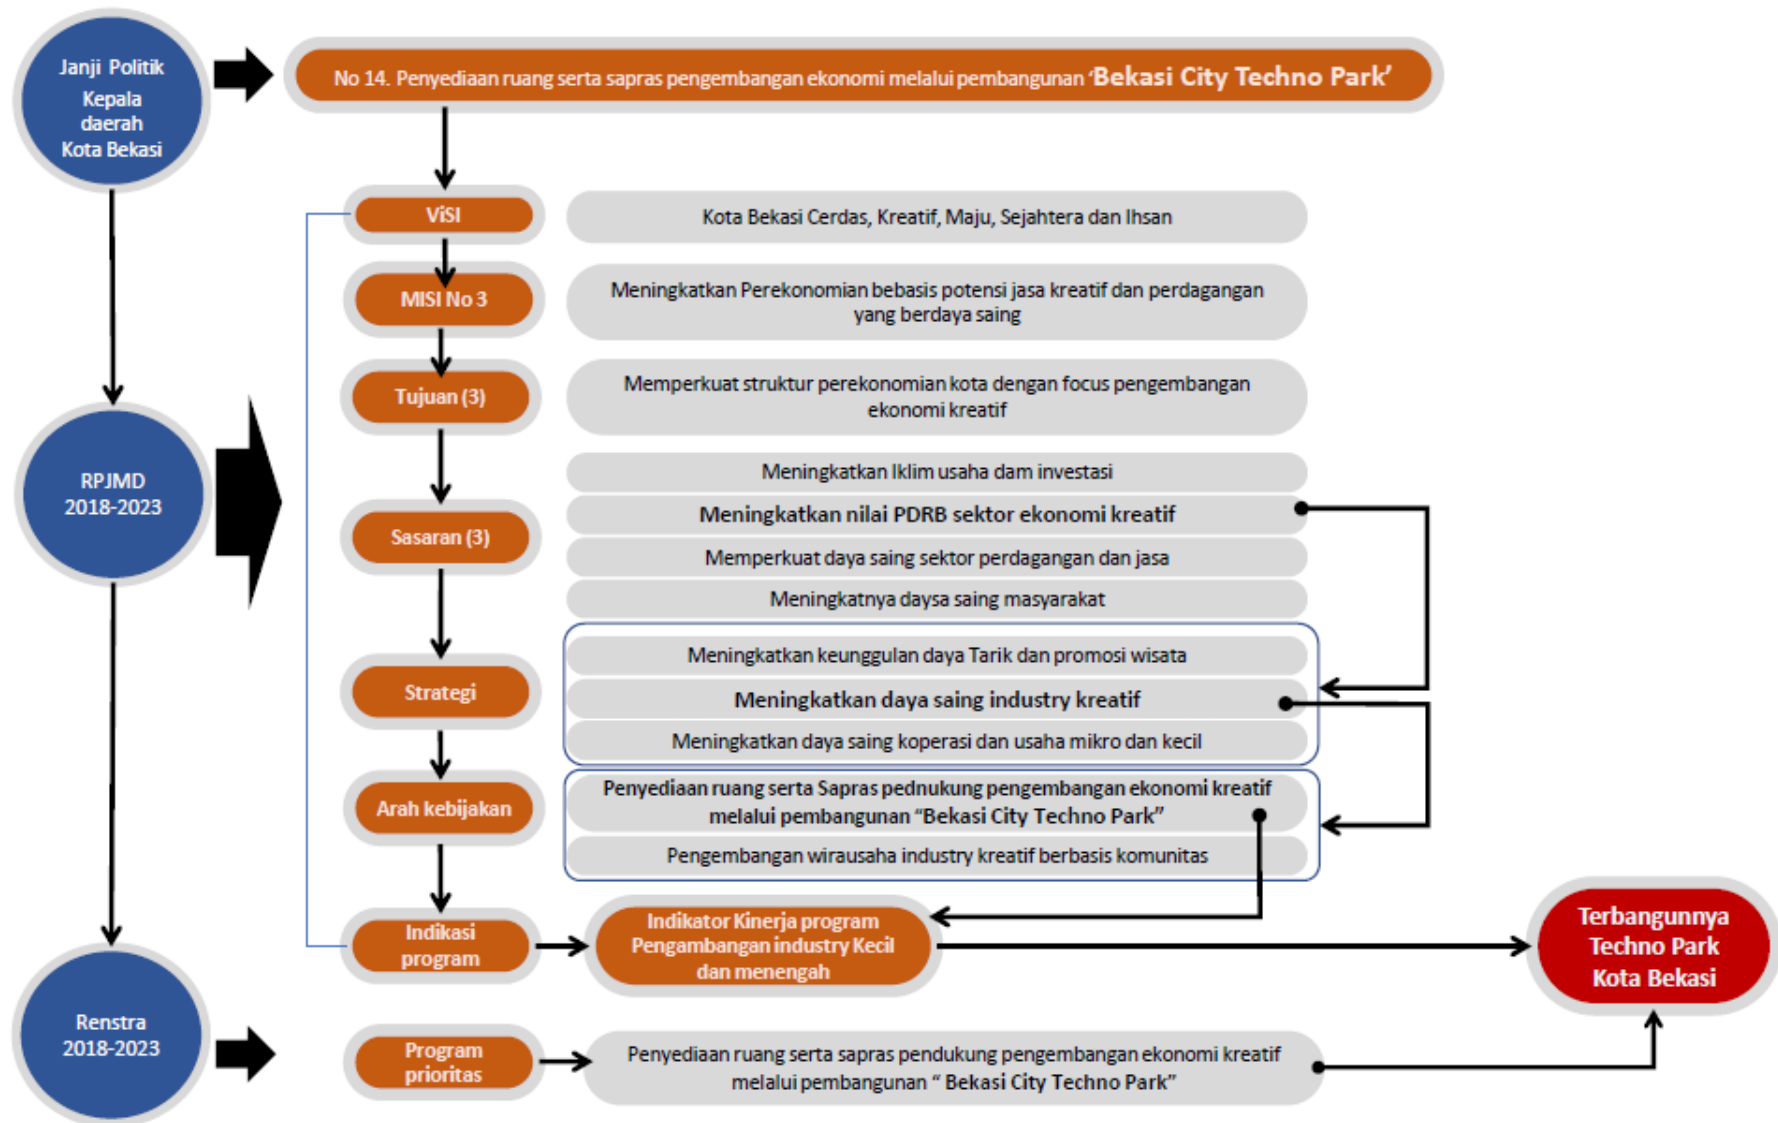 Janji Politik
Kepala
daerah
Kota Bekasi
No 14. Penyediaan ruang serta sapras pengembangan ekonomi melalui pembangunan ‘Bekasi City Techno Park’
ViSI
Kota Bekasi Cerdas, Kreatif, Maju, Sejahtera dan Ihsan
MISI No 3
Meningkatkan Perekonomian bebasis potensi jasa kreatif dan perdagangan
yang berdaya saing
Tujuan (3)
Memperkuat struktur perekonomian kota dengan focus pengembangan
ekonomi kreatif
RPJMD
2018-2023
Sasaran (3)
Meningkatkan Iklim usaha dam investasi
Meningkatkan nilai PDRB sektor ekonomi kreatif
Memperkuat daya saing sektor perdagangan dan jasa
Meningkatnya daysa saing masyarakat
Strategi
Meningkatkan keunggulan daya Tarik dan promosi wisata
Meningkatkan daya saing industry kreatif
Meningkatkan daya saing koperasi dan usaha mikro dan kecil
Arah kebijakan
Penyediaan ruang serta Sapras pednukung pengembangan ekonomi kreatif
melalui pembangunan “Bekasi City Techno Park”
Pengembangan wirausaha industry kreatif berbasis komunitas
Indikasi
program
Indikator Kinerja program
Pengambangan industry Kecil
dan menengah
Terbangunnya
Techno Park
Kota Bekasi
Renstra
2018-2023
Program
prioritas
Penyediaan ruang serta sapras pendukung pengembangan ekonomi kreatif
melalui pembangunan “ Bekasi City Techno Park”